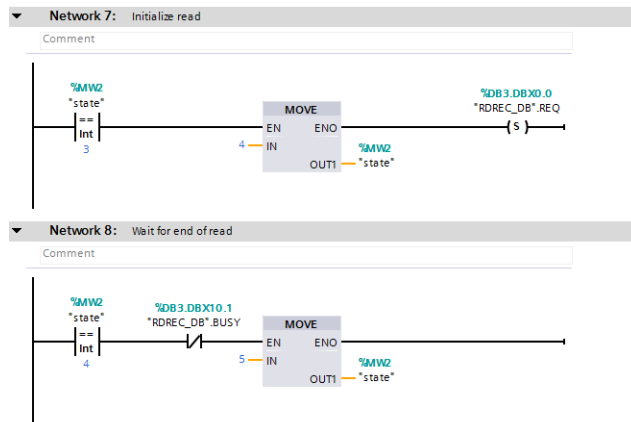 Network 7: Initialize read
Comment
%MW2
"state"
==
Int
3
MOVE
EN ENO
4 IN
OUT1
%MW2
"state"
%DB3.DBX0.0
"RDREC_DB".REQ
S
Network 8: Wait for end of read
Comment
%MW2
"state"
==
Int
4
%DB3.DBX10.1
"RDREC_DB".BUSY
MOVE
EN ENO
5 IN
OUT1
%MW2
"state"